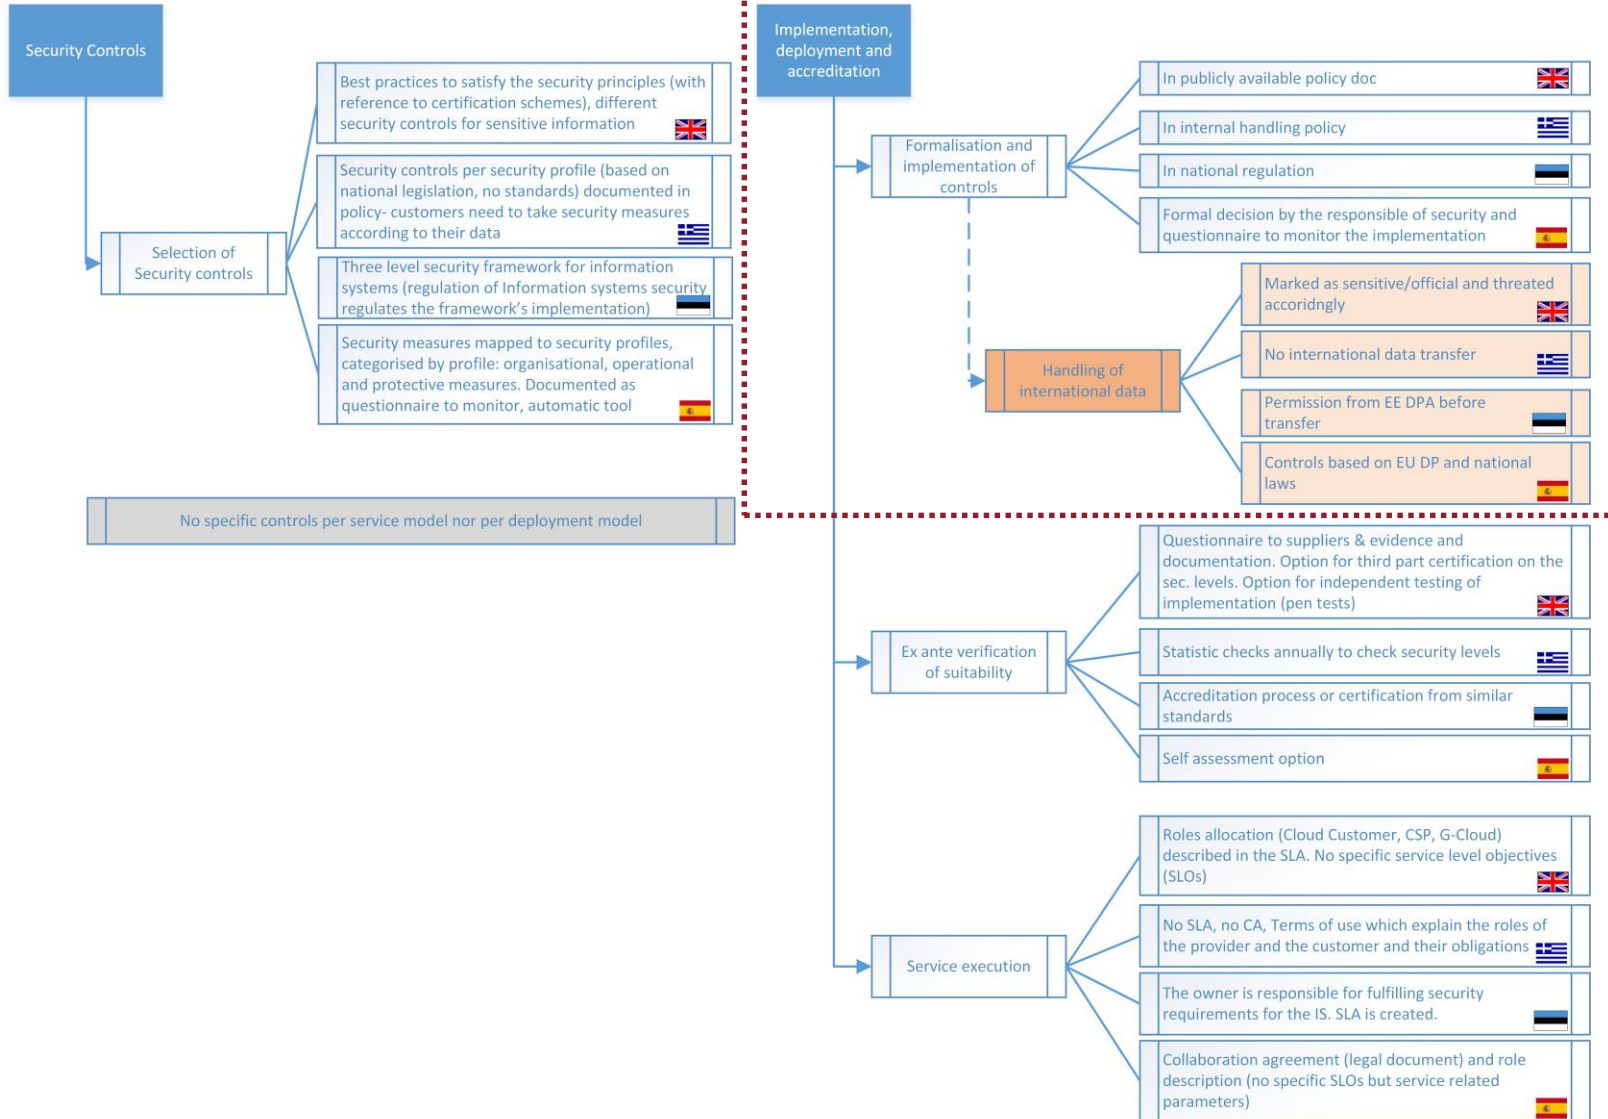 Security Controls
Best practices to satisfy the security principles (with
reference to certification schemes), different
security controls for sensitive information
Security controls per security profile (based on
national legislation, no standards) documented in
policy- customers need to take security measures
according to their data
Selection of
Security controls
Three level security framework for information
systems (regulation of Information systems security
regulates the framework's implementation)
Security measures mapped to security profiles,
categorised by profile: organisational, operational
and protective measures. Documented as
questionnaire to monitor, automatic tool
No specific controls per service model nor per deployment model
Implementation,
deployment and
accreditation
In publicly available policy doc
In internal handling policy
Formalisation and
implementation of
controls
In national regulation
Formal decision by the responsible of security and
questionnaire to monitor the implementation
Marked as sensitive/official and threated
accoridngly
No international data transfer
Handling of
international data
Permission from EE DPA before
transfer
Controls based on EU DP and national
laws
Questionnaire to suppliers & evidence and
documentation. Option for third part certification on the
sec. levels. Option for independent testing of
implementation (pen tests)
Ex ante verification
of suitability
Statistic checks annually to check security levels
Accreditation process or certification from similar
standards
Self assessment option
Roles allocation (Cloud Customer, CSP, G-Cloud)
described in the SLA. No specific service level objectives
(SLOs)
No SLA, no CA, Terms of use which explain the roles of
the provider and the customer and their obligations
Service execution
The owner is responsible for fulfilling security
requirements for the IS. SLA is created.
Collaboration agreement (legal document) and role
description (no specific SLOs but service related
parameters)